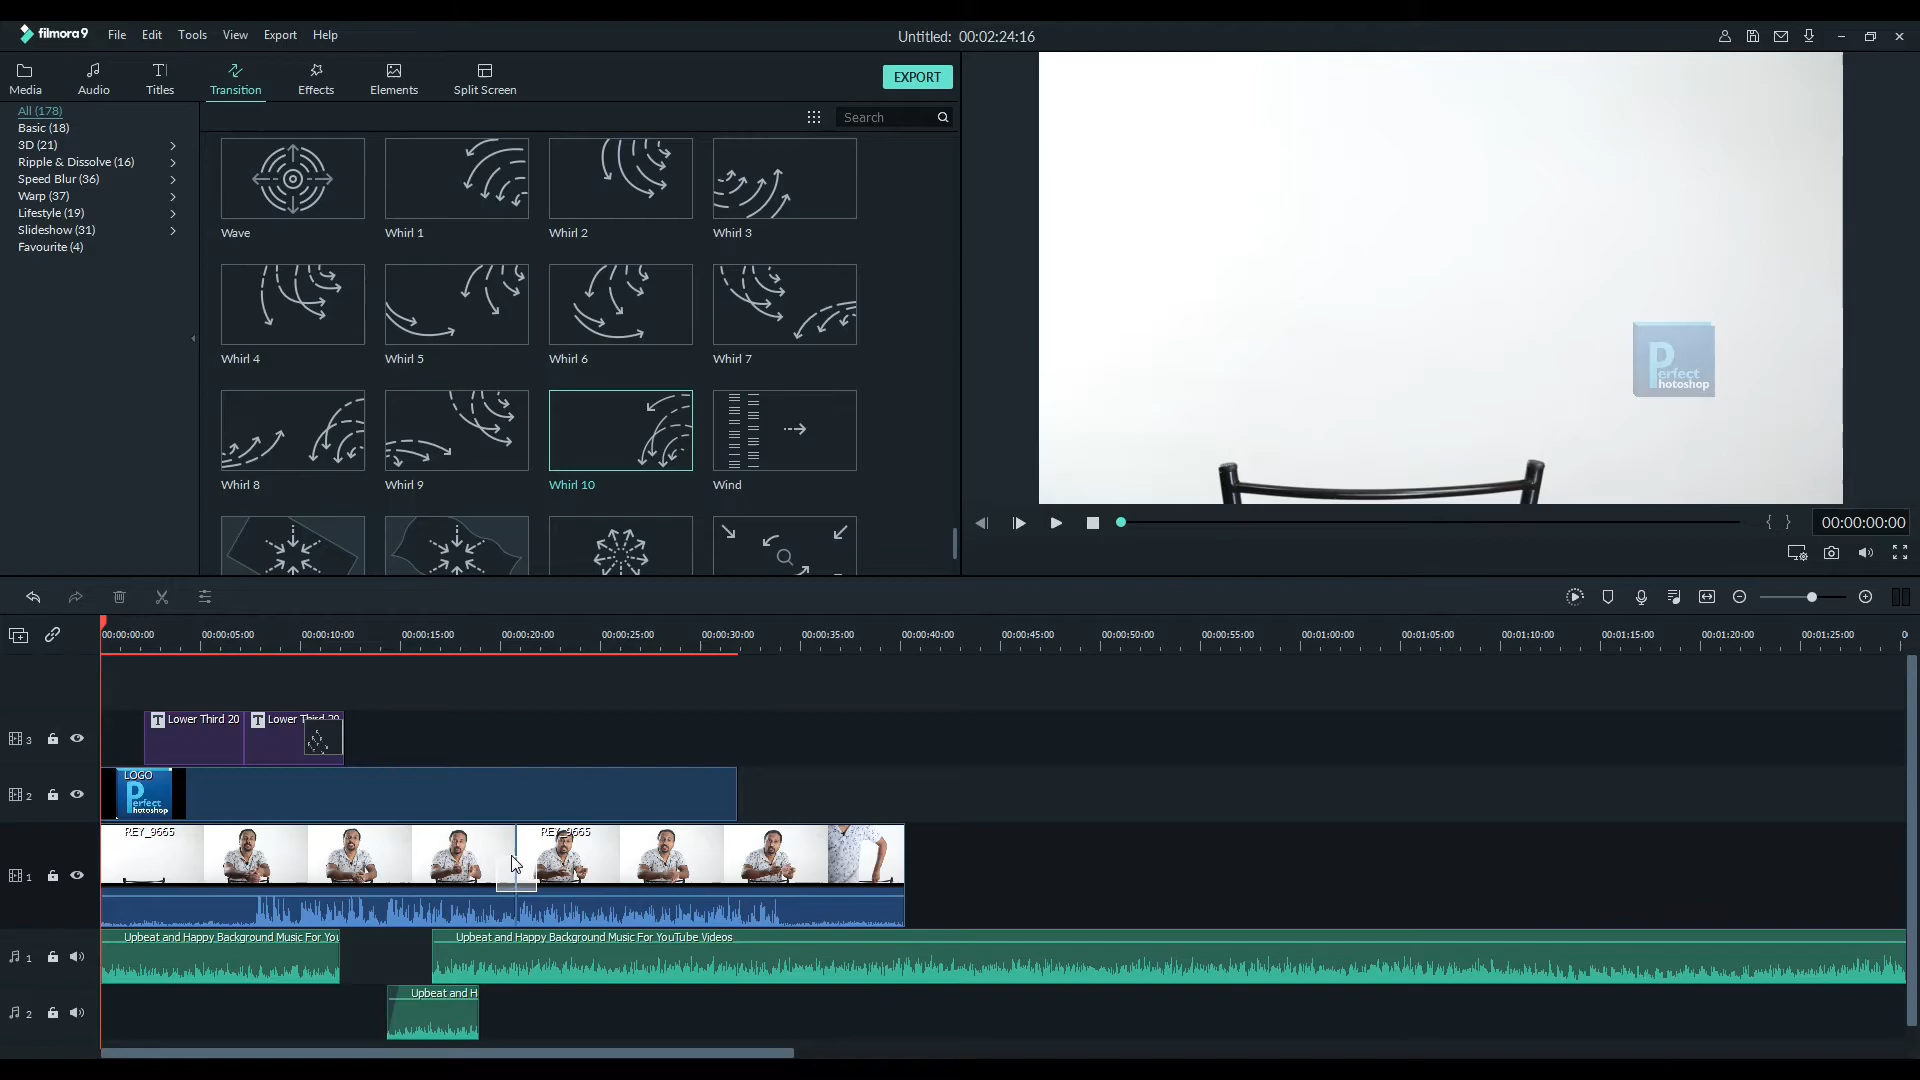 filmora9 File Edit Tools View Export Help
Untitled: 00:02:24:16
Media Audio Titles Transition Effects Elements Split Screen
EXPORT
Search
All (178)
Basic (18)
3D (21)
Ripple & Dissolve (16)
Speed Blur (36)
Warp (37)
Lifestyle (19)
Slideshow (31)
Favourite (4)
Wave Whirl 1 Whirl 2 Whirl 3
Whirl 4 Whirl 5 Whirl 6 Whirl 7
Whirl 8 Whirl 9 Whirl 10 Wind
Perfect
Photoshop
{ } 00:00:00:00
00:00:00:00 00:00:05:00 00:00:10:00 00:00:15:00 00:00:20:00 00:00:25:00 00:00:30:00 00:00:35:00 00:00:40:00 00:00:45:00 00:00:50:00 00:00:55:00 00:01:00:00 00:01:05:00 00:01:10:00 00:01:15:00 00:01:20:00 00:01:25:00 0
3 T Lower Third 20 T Lower Third 20
2 LOGO
Perfect
Photoshop
REY_9665 REY_9665
1
Upbeat and Happy Background Music For You Upbeat and Happy Background Music For YouTube Videos
1
Upbeat and H
2